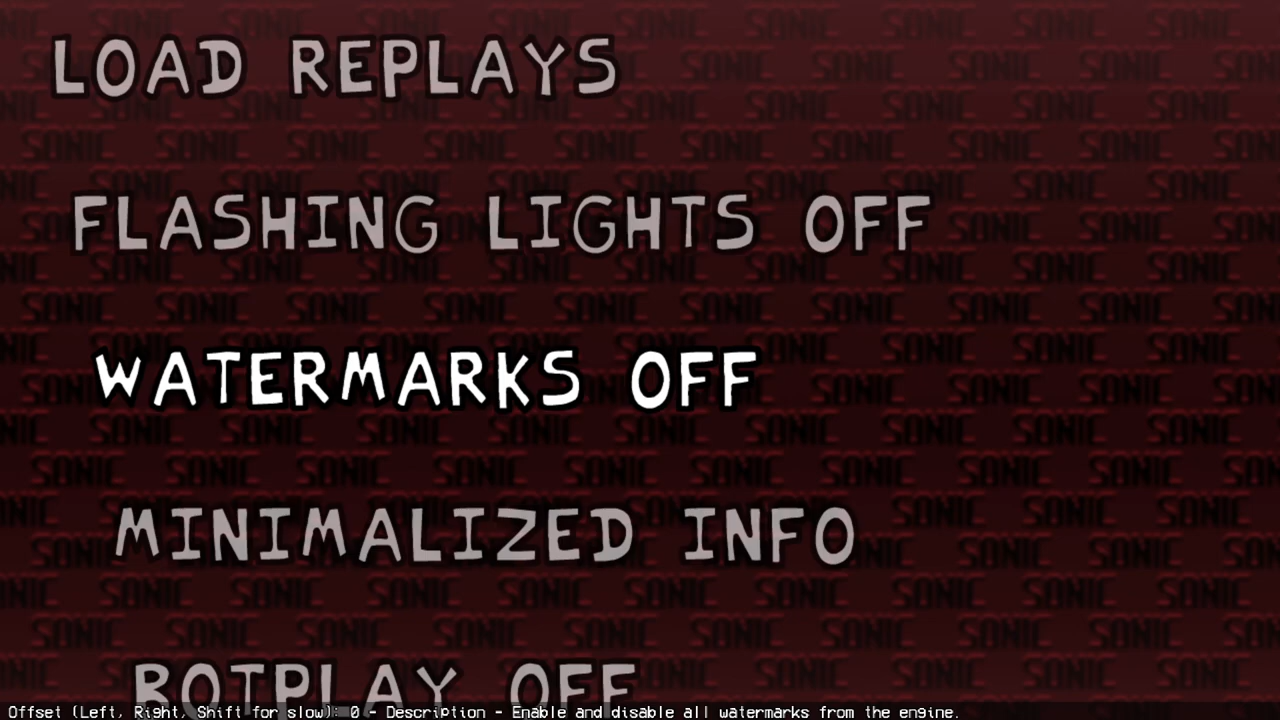 LOAD REPLAYS
FLASHING LIGHTS OFF
WATERMARKS OFF
MINIMALIZED INFO
BOTPLAY OFF
Offset (Left, Right, Shift for slow): 0 - Description - Enable and disable all watermarks from the engine.